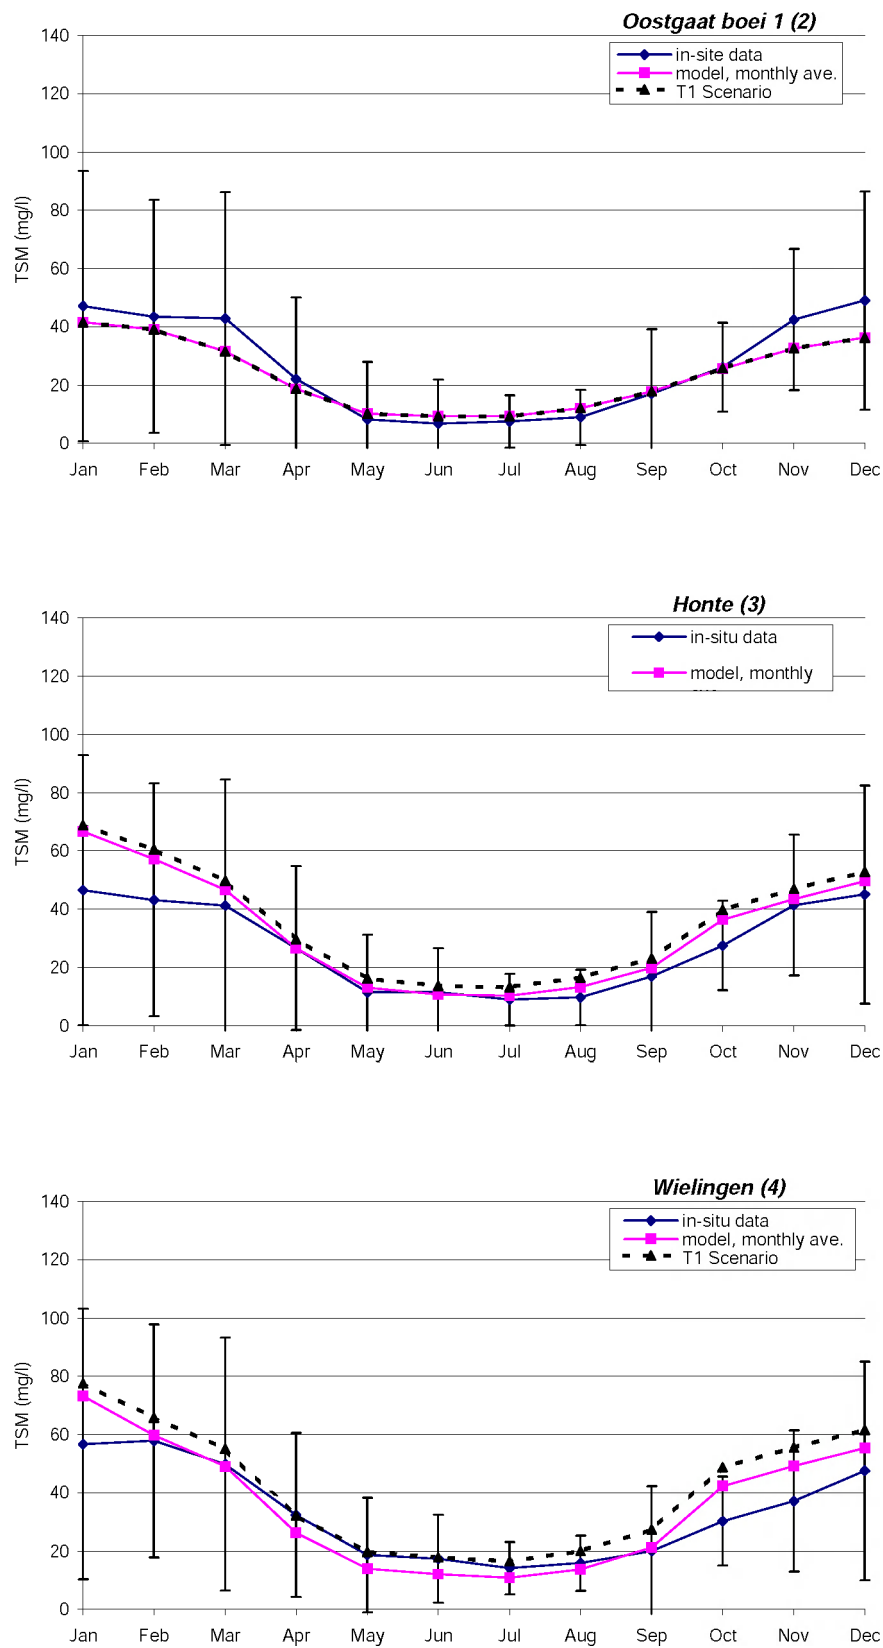 Oostgaat boei 1 (2)
in-site data
model, monthly ave.
T1 Scenario
TSM (mg/l)
140
120
100
80
60
40
20
0
Jan Feb Mar Apr May Jun Jul Aug Sep Oct Nov Dec
Honte (3)
in-situ data
model, monthly
TSM (mg/l)
140
120
100
80
60
40
20
0
Jan Feb Mar Apr May Jun Jul Aug Sep Oct Nov Dec
Wielingen (4)
in-situ data
model, monthly ave.
T1 Scenario
TSM (mg/l)
140
120
100
80
60
40
20
0
Jan Feb Mar Apr May Jun Jul Aug Sep Oct Nov Dec